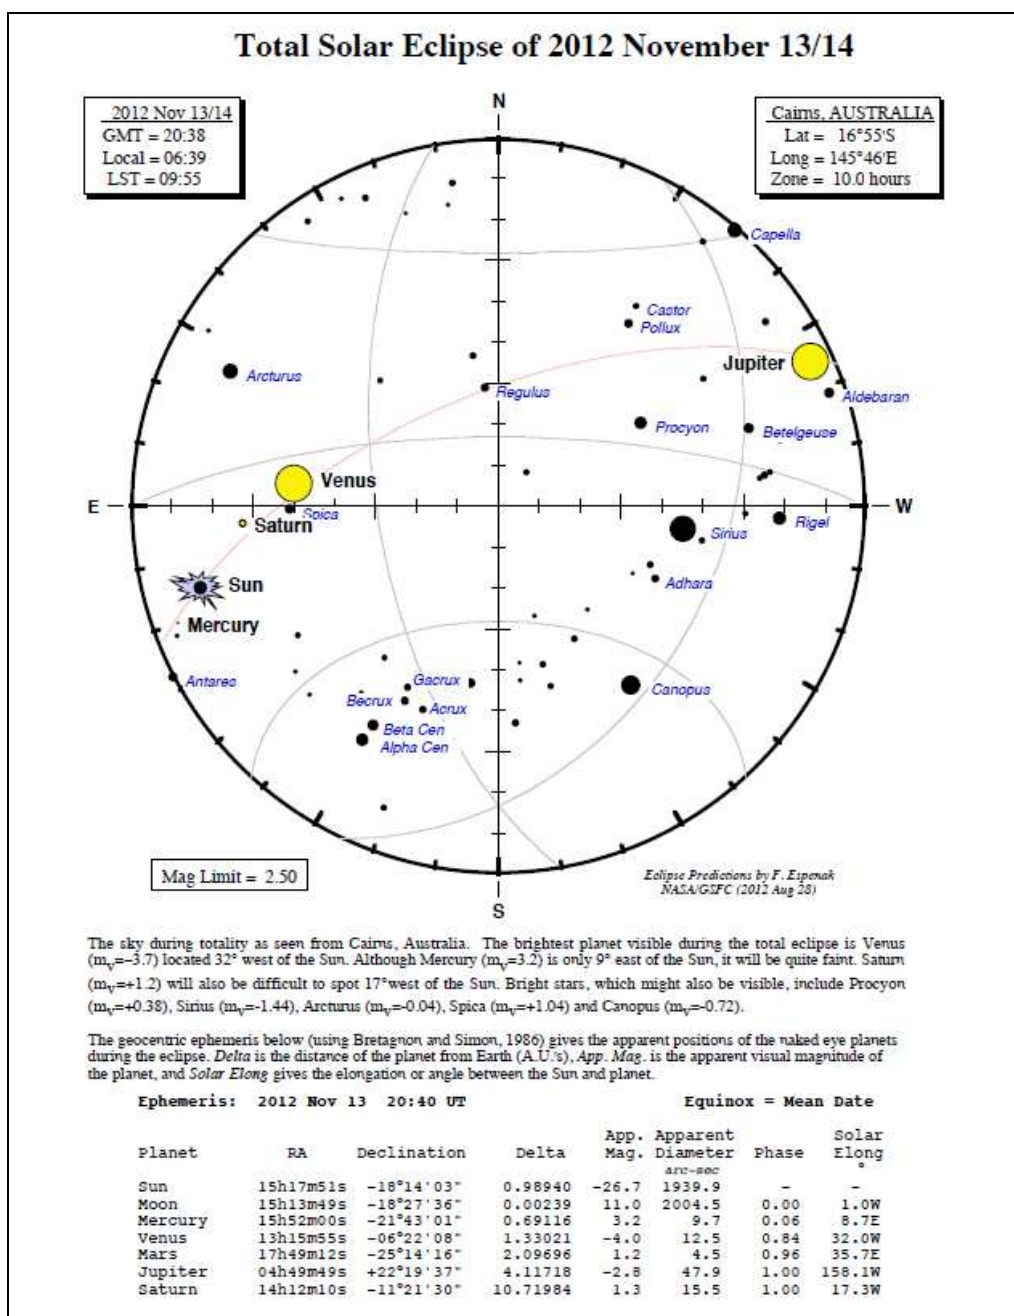 Total Solar Eclipse of 2012 November 13/14
2012 Nov 13/14
GMT = 20:38
Local = 06:39
LST = 09:55
N
Cairns, AUSTRALIA
Lat = 16°55'S
Long = 145°46'E
Zone = 10.0 hours
Capella
Castor
Pollux
Jupiter
Arcturus
Regulus
Aldebaran
Procyon
Betelgeuse
Venus
E
Spica
W
Saturn
Rigel
Sirius
Sun
Adhara
Mercury
Antares
Gacrux
Canopus
Becrux
Acrux
Beta Cen
Alpha Cen
Mag Limit = 2.50
Eclipse Predictions by F. Espenak
NASA/GSFC (2012 Aug 28)
S
The sky during totality as seen from Cairns, Australia. The brightest planet visible during the total eclipse is Venus
(mv=-3.7) located 32° west of the Sun. Although Mercury (mv=3.2) is only 9° east of the Sun, it will be quite faint. Saturn
(mv=+1.2) will also be difficult to spot 17°west of the Sun. Bright stars, which might also be visible, include Procyon
(mv=+0.38), Sirius (mv=-1.44), Arcturus (mv=-0.04), Spica (mv=+1.04) and Canopus (mv=-0.72).
The geocentric ephemeris below (using Bretagnon and Simon, 1986) gives the apparent positions of the naked eye planets
during the eclipse. Delta is the distance of the planet from Earth (A.U.'s), App. Mag. is the apparent visual magnitude of
the planet, and Solar Elong gives the elongation or angle between the Sun and planet.
Ephemeris: 2012 Nov 13 20:40 UT Equinox = Mean Date
App. Apparent Solar
Planet RA Declination Delta Mag. Diameter Phase Elong
arc-sec °
Sun 15h17m51s -18°14'03" 0.98940 -26.7 1939.9 - -
Moon 15h13m49s -18°27'36" 0.00239 11.0 2004.5 0.00 1.0W
Mercury 15h52m00s -21°43'01" 0.69116 3.2 9.7 0.06 8.7E
Venus 13h15m55s -06°22'08" 1.33021 -4.0 12.5 0.84 32.0W
Mars 17h49m12s -25°14'16" 2.09696 1.2 4.5 0.96 35.7E
Jupiter 04h49m49s +22°19'37" 4.11718 -2.8 47.9 1.00 158.1W
Saturn 14h12m10s -11°21'30" 10.71984 1.3 15.5 1.00 17.3W